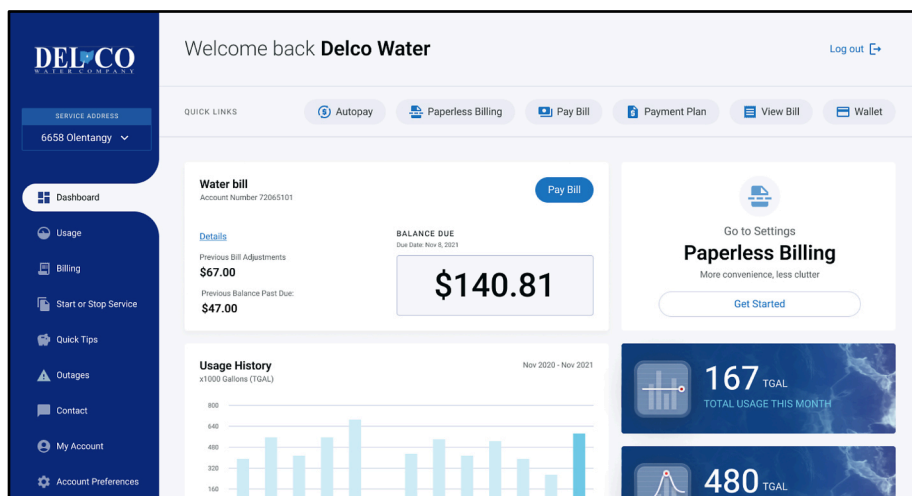 DEL CO
WATER COMPANY
SERVICE ADDRESS
6658 Olentangy
Dashboard
Usage
Billing
Start or Stop Service
Quick Tips
Outages
Contact
My Account
Account Preferences
Welcome back Delco Water
Log out
QUICK LINKS
Autopay
Paperless Billing
Pay Bill
Payment Plan
View Bill
Wallet
Water bill
Account Number 72065101
Pay Bill
Details
Previous Bill Adjustments
$67.00
Previous Balance Past Due:
$47.00
BALANCE DUE
Due Date: Nov 8, 2021
$140.81
Go to Settings
Paperless Billing
More convenience, less clutter
Get Started
Usage History
x1000 Gallons (TGAL)
Nov 2020 - Nov 2021
800
640
480
320
160
167 TGAL
TOTAL USAGE THIS MONTH
480 TGAL